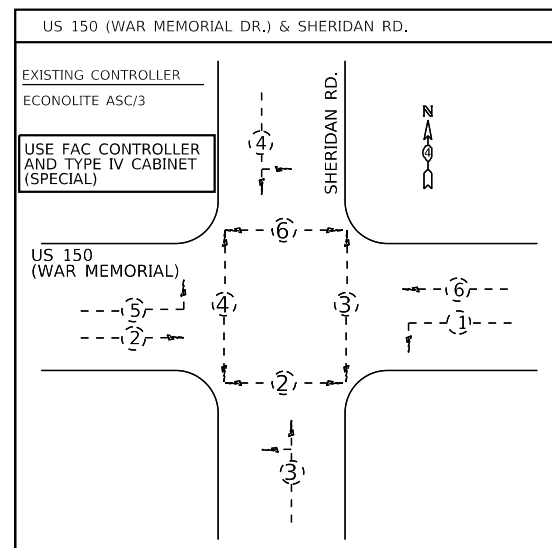 US 150 (WAR MEMORIAL DR.) & SHERIDAN RD.
EXISTING CONTROLLER
ECONOLITE ASC/3
USE FAC CONTROLLER
AND TYPE IV CABINET
(SPECIAL)
4
SHERIDAN RD.
N
4
6
US 150
(WAR MEMORIAL)
5
2
4
3
6
1
2
3